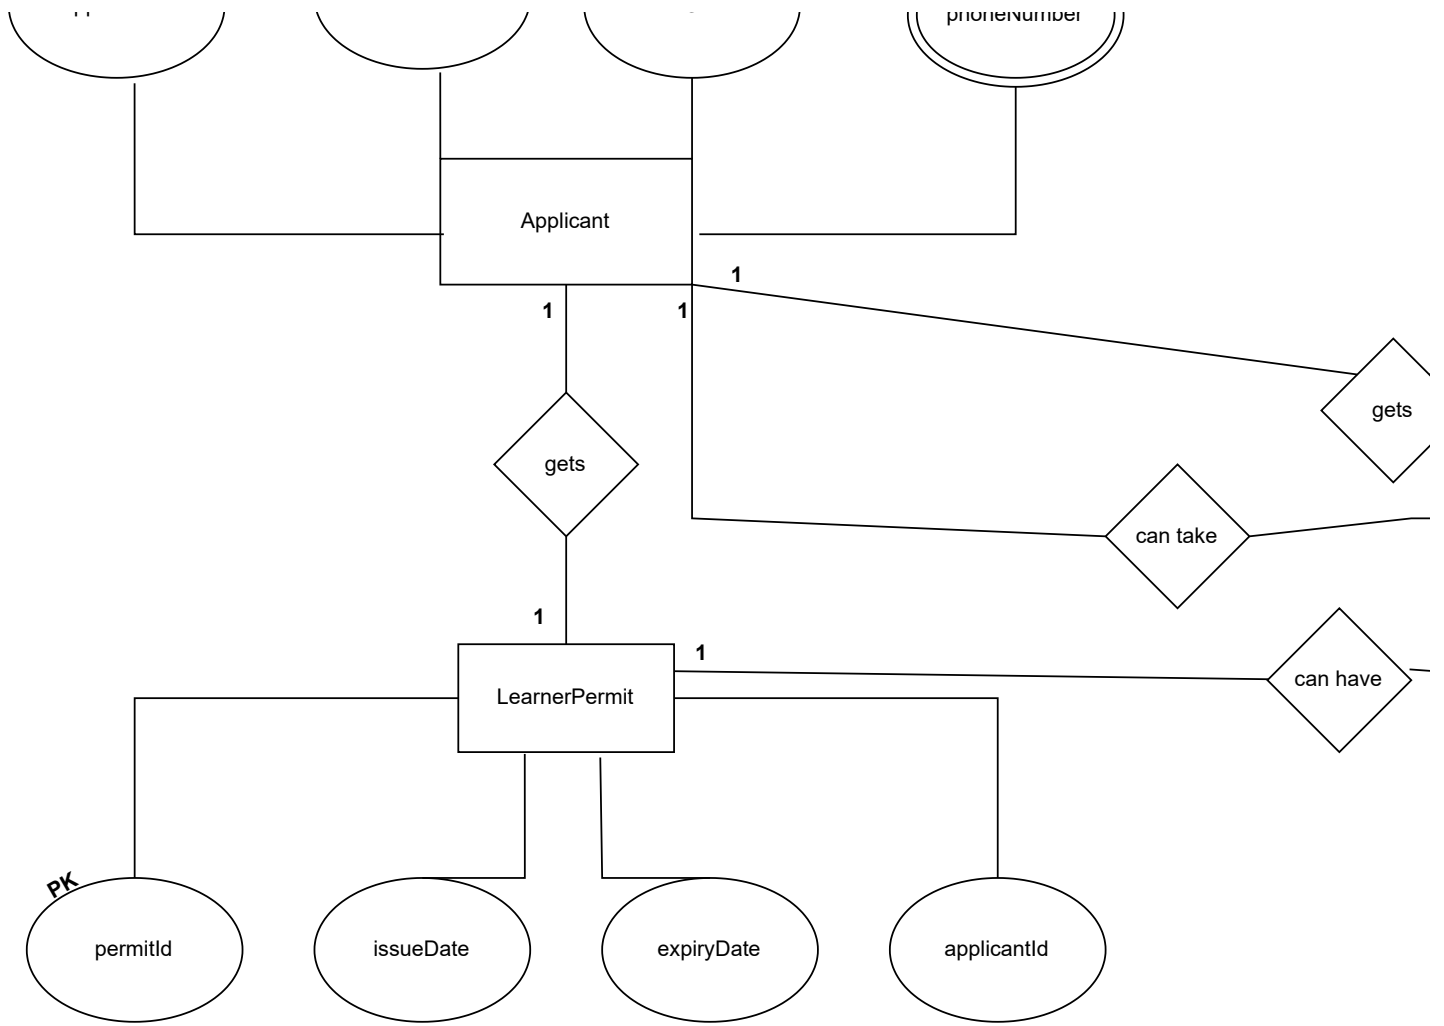 phoneNumber
Applicant
1
1
1
gets
gets
can take
1
1
LearnerPermit
can have
PK
permitId
issueDate
expiryDate
applicantId